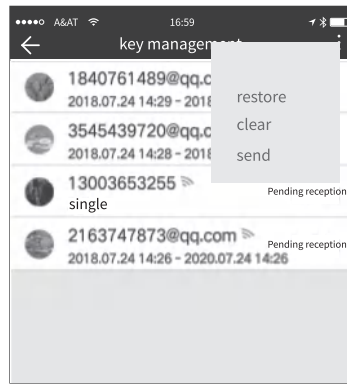 A&AT 16:59
key management
1840761489@qq.c
2018.07.24 14:29 - 2018
restore
3545439720@qq.c
clear
2018.07.24 14:28 - 2018
send
13003653255
Pending reception
single
2163747873@qq.com
Pending reception
2018.07.24 14:26 - 2020.07.24 14:26